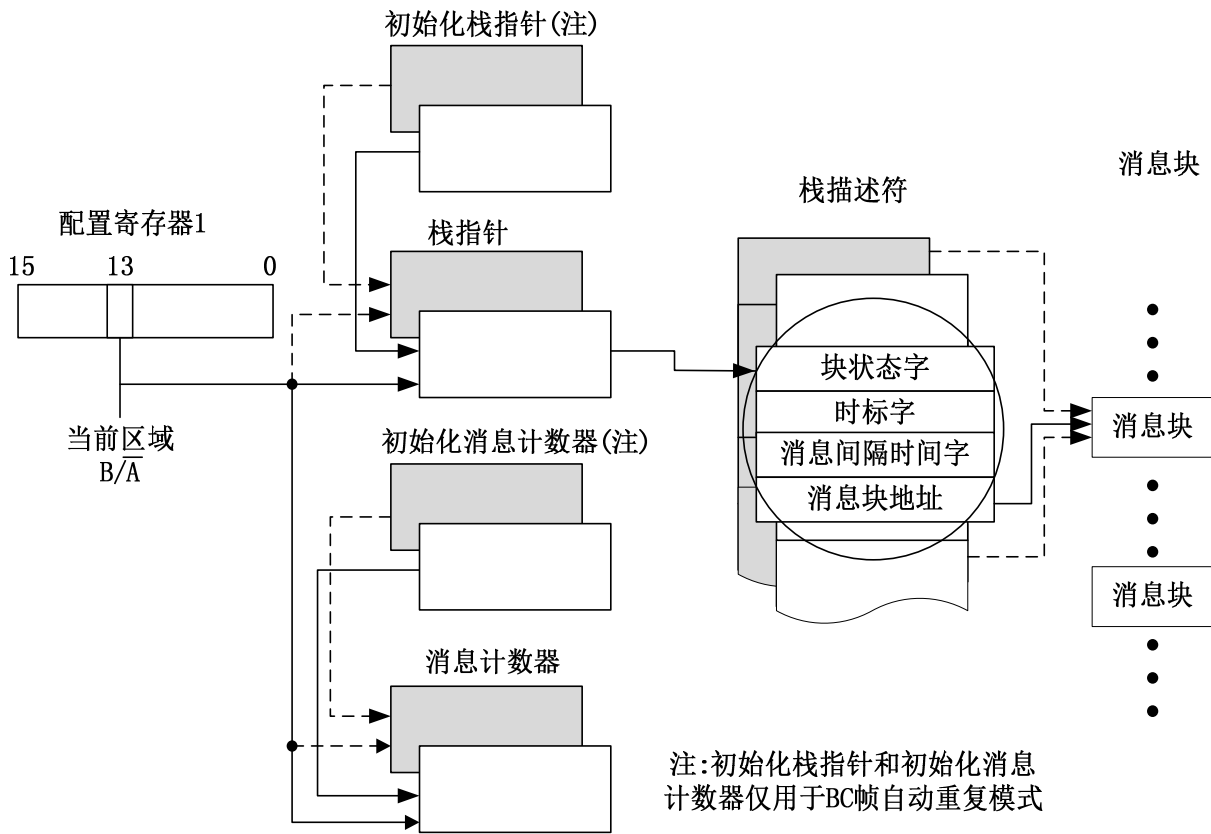 初始化栈指针(注)
消息块
栈描述符
配置寄存器1
栈指针
15 13 0
块状态字
时标字
消息间隔时间字
消息块地址
消息块
当前区域
B/A̅
初始化消息计数器(注)
消息块
消息计数器
注:初始化栈指针和初始化消息
计数器仅用于BC帧自动重复模式